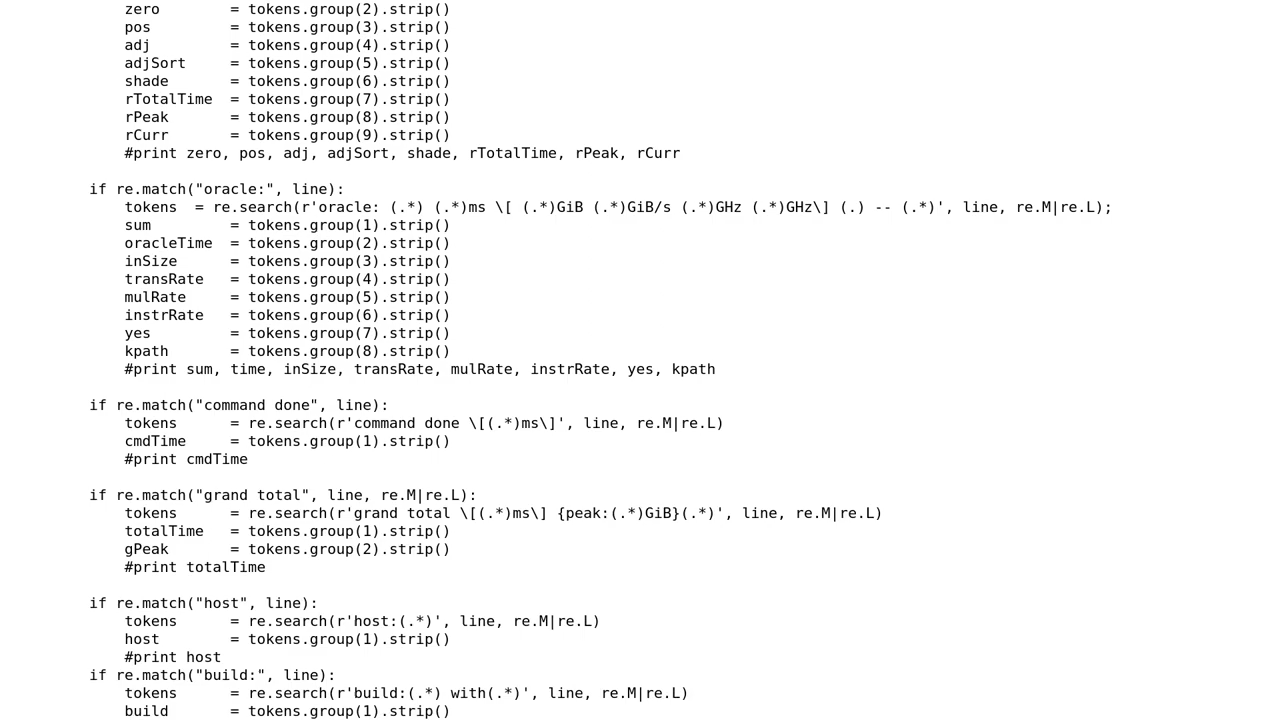 zero        = tokens.group(2).strip()
    pos         = tokens.group(3).strip()
    adj         = tokens.group(4).strip()
    adjSort     = tokens.group(5).strip()
    shade       = tokens.group(6).strip()
    rTotalTime  = tokens.group(7).strip()
    rPeak       = tokens.group(8).strip()
    rCurr       = tokens.group(9).strip()
    #print zero, pos, adj, adjSort, shade, rTotalTime, rPeak, rCurr

if re.match("oracle:", line):
    tokens  = re.search(r'oracle: (.*) (.*)ms \[ (.*)GiB (.*)GiB/s (.*)GHz (.*)GHz\] (.) -- (.*)', line, re.M|re.L);
    sum         = tokens.group(1).strip()
    oracleTime  = tokens.group(2).strip()
    inSize      = tokens.group(3).strip()
    transRate   = tokens.group(4).strip()
    mulRate     = tokens.group(5).strip()
    instrRate   = tokens.group(6).strip()
    yes         = tokens.group(7).strip()
    kpath       = tokens.group(8).strip()
    #print sum, time, inSize, transRate, mulRate, instrRate, yes, kpath

if re.match("command done", line):
    tokens      = re.search(r'command done \[(.*)ms\]', line, re.M|re.L)
    cmdTime     = tokens.group(1).strip()
    #print cmdTime

if re.match("grand total", line, re.M|re.L):
    tokens      = re.search(r'grand total \[(.*)ms\] {peak:(.*)GiB}(.*)', line, re.M|re.L)
    totalTime   = tokens.group(1).strip()
    gPeak       = tokens.group(2).strip()
    #print totalTime

if re.match("host", line):
    tokens      = re.search(r'host:(.*)', line, re.M|re.L)
    host        = tokens.group(1).strip()
    #print host
if re.match("build:", line):
    tokens      = re.search(r'build:(.*) with(.*)', line, re.M|re.L)
    build       = tokens.group(1).strip()